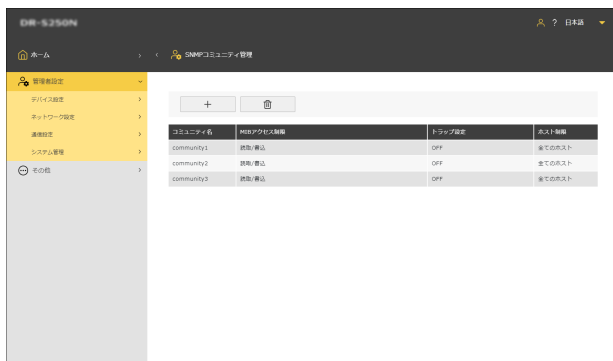 DR-S250N
? 日本語
ホーム
SNMPコミュニティ管理
管理者設定
デバイス設定
ネットワーク設定
通信設定
システム管理
その他
コミュニティ名 MIBアクセス制限 トラップ設定 ホスト制限
community1 読取/書込 OFF 全てのホスト
community2 読取/書込 OFF 全てのホスト
community3 読取/書込 OFF 全てのホスト